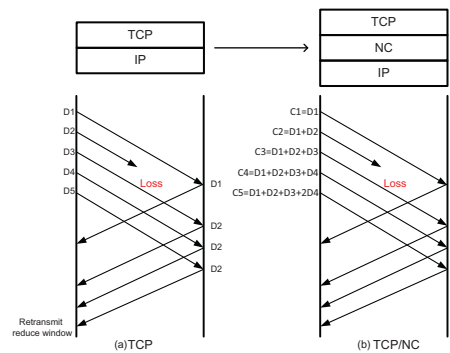 TCP
IP
TCP
NC
IP
D1
D2
D3
D4
D5
Loss
D1
D2
D2
D2
Retransmit
reduce window
(a)TCP
C1=D1
C2=D1+D2
C3=D1+D2+D3
C4=D1+D2+D3+D4
C5=D1+D2+D3+2D4
Loss
(b) TCP/NC